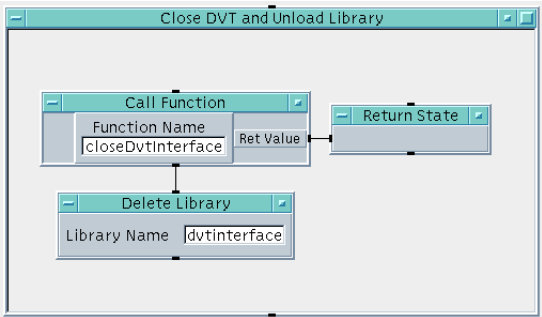 Close DVT and Unload Library
Call Function
Return State
Function Name
Ret Value
closeDvtInterface
Delete Library
Library Name dvtinterface